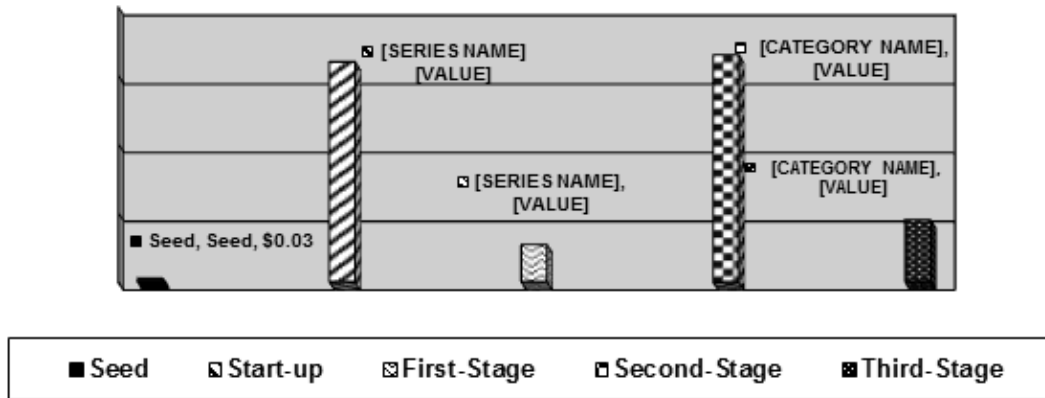 [SERIES NAME]
[VALUE]
[CATEGORY NAME],
[VALUE]
[SERIES NAME],
[VALUE]
[CATEGORY NAME],
[VALUE]
Seed, Seed, $0.03
Seed Start-up First-Stage Second-Stage Third-Stage